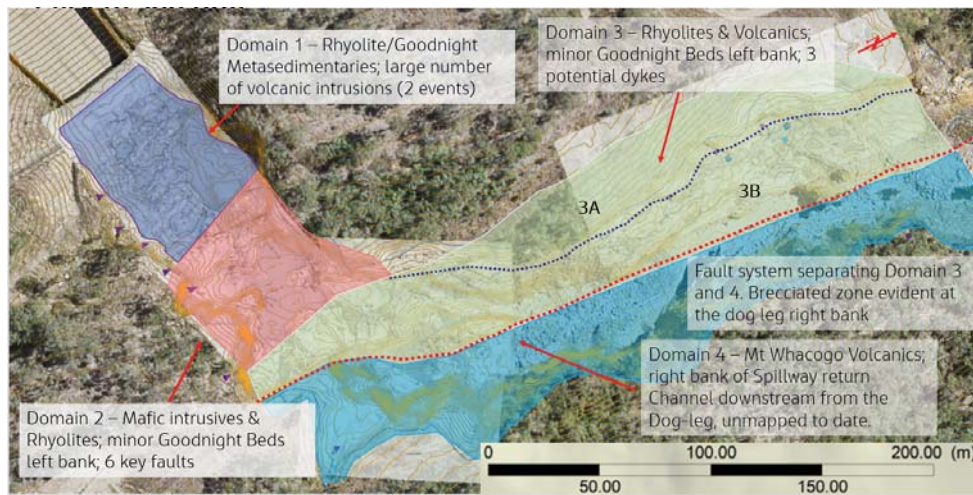 Domain 1 – Rhyolite/Goodnight
Metasedimentaries; large number
of volcanic intrusions (2 events)
Domain 3 – Rhyolites & Volcanics;
minor Goodnight Beds left bank; 3
potential dykes
3A
3B
Fault system separating Domain 3
and 4. Brecciated zone evident at
the dog leg right bank
Domain 4 – Mt Whacogo Volcanics;
right bank of Spillway return
Channel downstream from the
Dog-leg, unmapped to date.
Domain 2 – Mafic intrusives &
Rhyolites; minor Goodnight Beds
left bank; 6 key faults
0 100.00 200.00 (m)
50.00 150.00